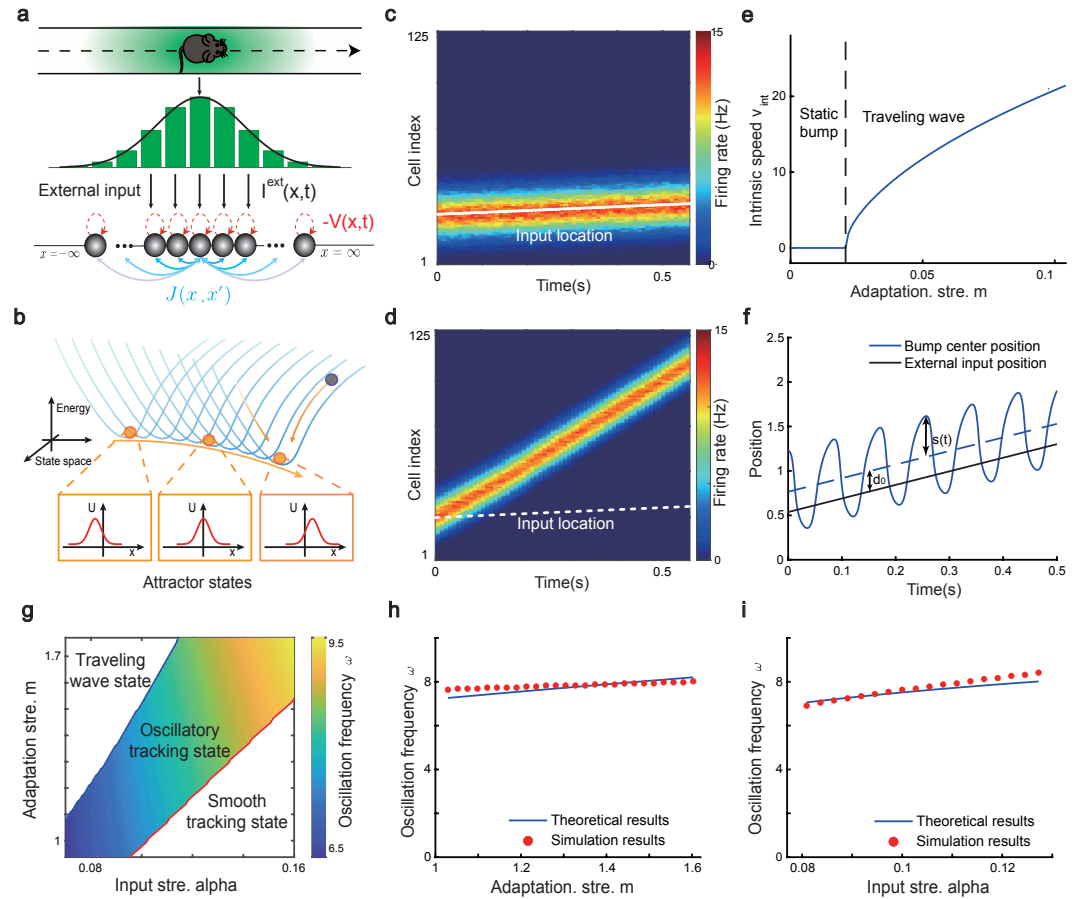 a
External input
I^ext(x,t)
-V(x,t)
x = -∞
x = ∞
J(x, x′)
b
Energy
State space
U
x
U
x
U
x
Attractor states
c
125
Cell index
1
Input location
0
0.5
Time(s)
15
Firing rate (Hz)
0
d
125
Cell index
1
Input location
0
0.5
Time(s)
15
Firing rate (Hz)
0
e
Intrinsic speed v_int
20
10
0
Static
bump
Traveling wave
0
0.05
0.1
Adaptation. stre. m
f
Position
2.5
2
1.5
1
0.5
0
Bump center position
External input position
s(t)
d₀
0
0.1
0.2
0.3
0.4
0.5
Time(s)
g
Adaptation stre. m
1.7
1
Traveling
wave state
Oscillatory
tracking state
Smooth
tracking state
0.08
0.16
Input stre. alpha
9.5
6.5
Oscillation frequency ω
h
Oscillation frequency ω
8
4
0
Theoretical results
Simulation results
1
1.2
1.4
1.6
Adaptation. stre. m
i
Oscillation frequency ω
8
4
0
Theoretical results
Simulation results
0.08
0.1
0.12
Input stre. alpha